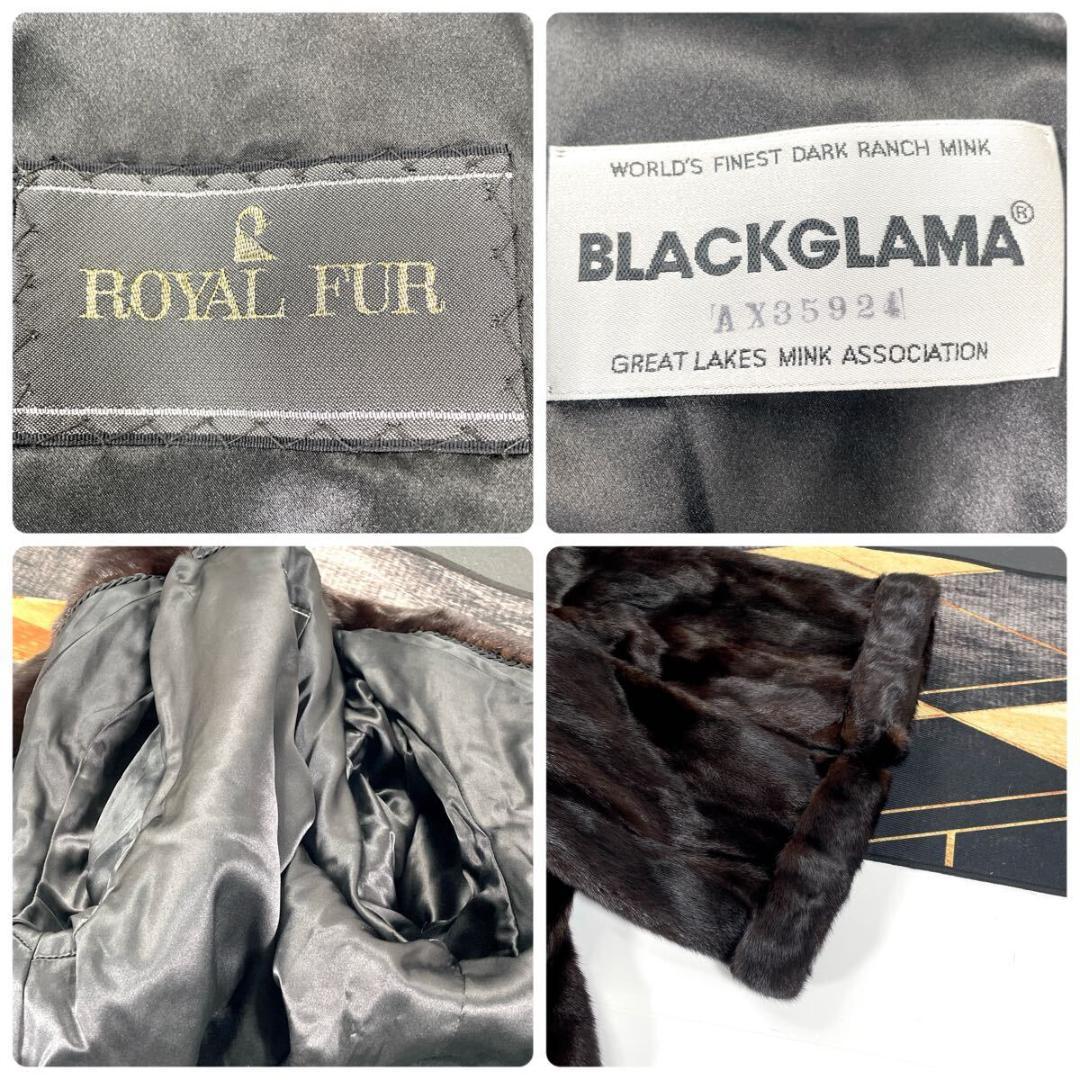 ROYAL FUR
WORLD'S FINEST DARK RANCH MINK
BLACKGLAMA®
AX35924
GREAT LAKES MINK ASSOCIATION